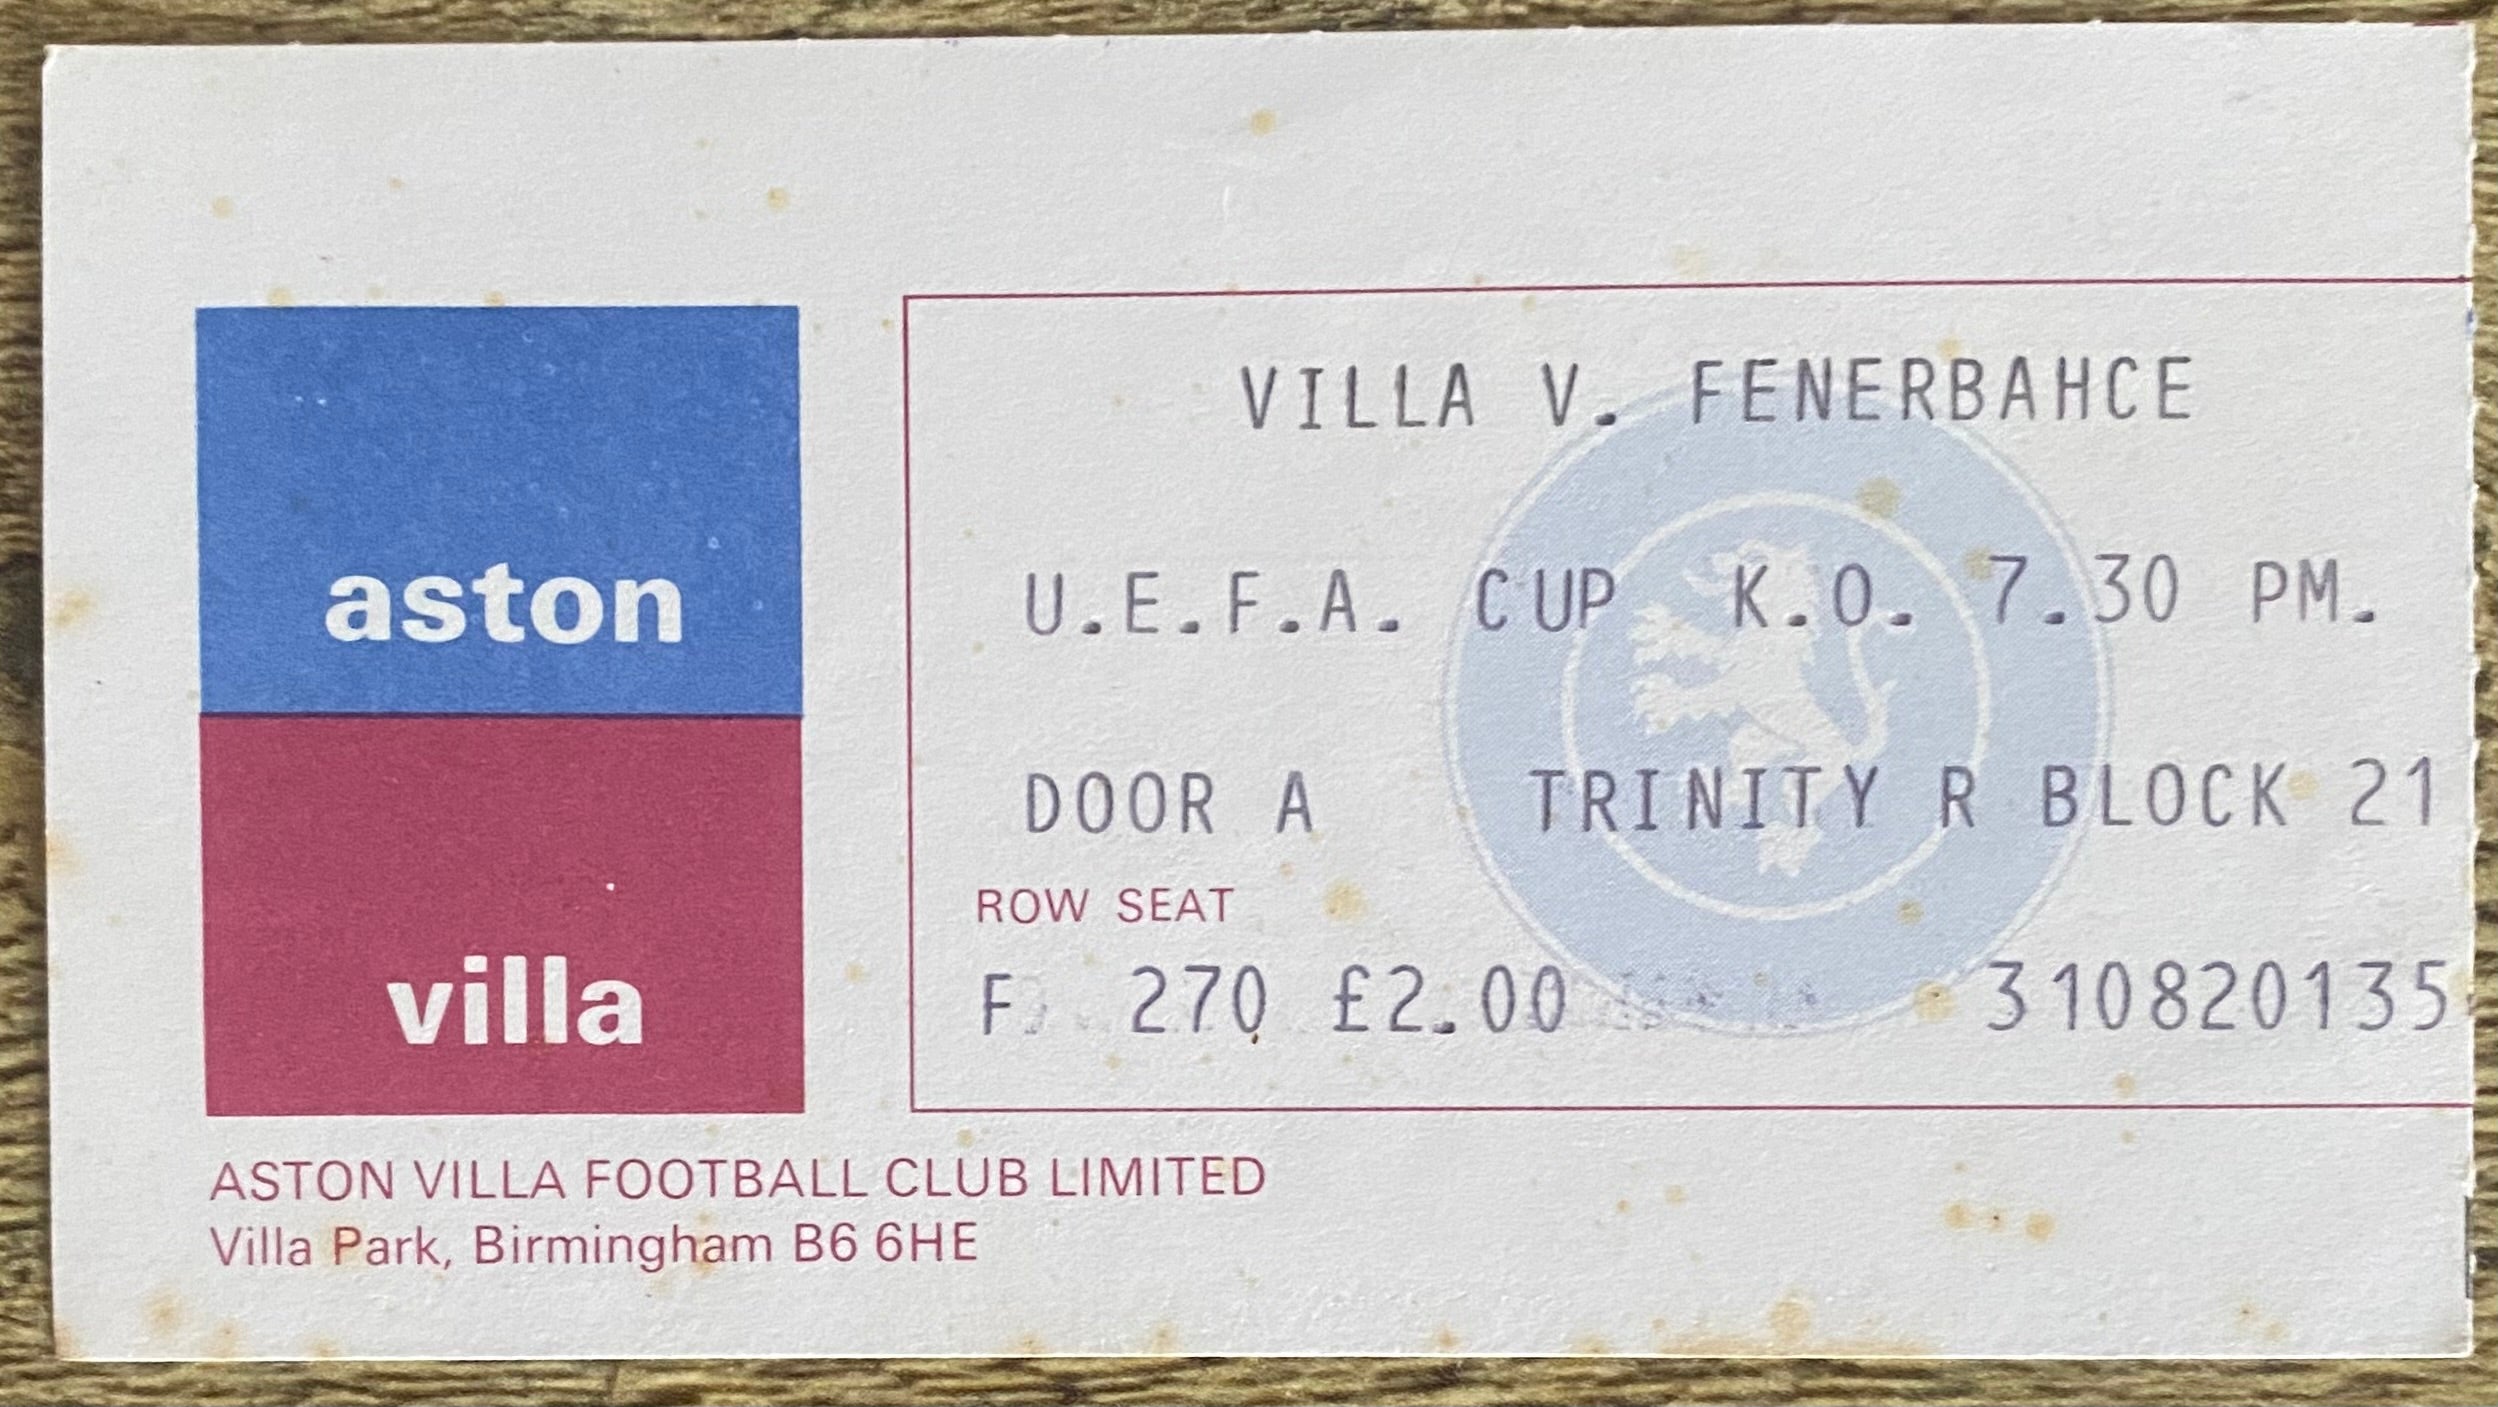 aston
villa
VILLA V. FENERBAHCE
U.E.F.A. CUP K.O. 7.30 PM.
DOOR A TRINITY R BLOCK 21
ROW SEAT
F 270 £2.00 310820135
ASTON VILLA FOOTBALL CLUB LIMITED
Villa Park, Birmingham B6 6HE